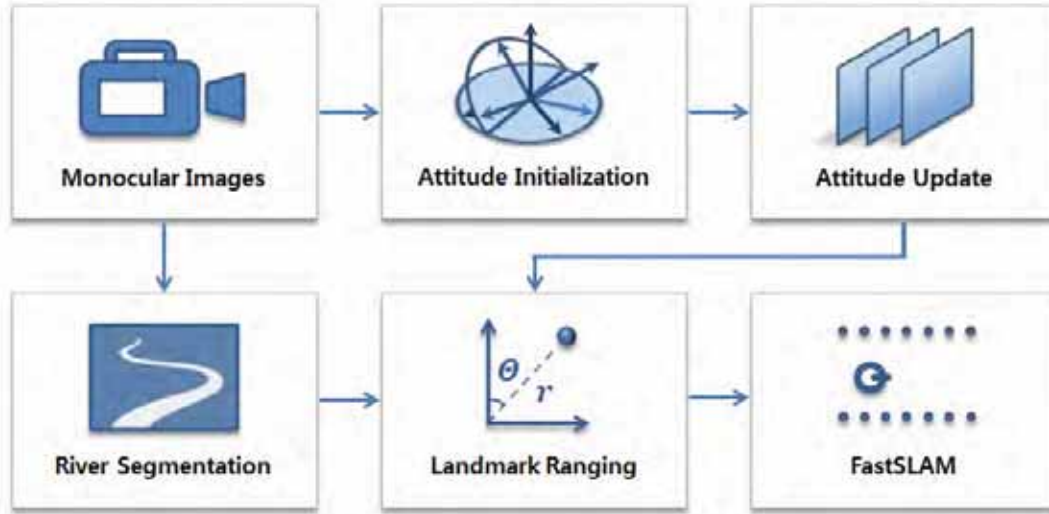 Monocular Images
Attitude Initialization
Attitude Update
River Segmentation
Θ
r
Landmark Ranging
FastSLAM